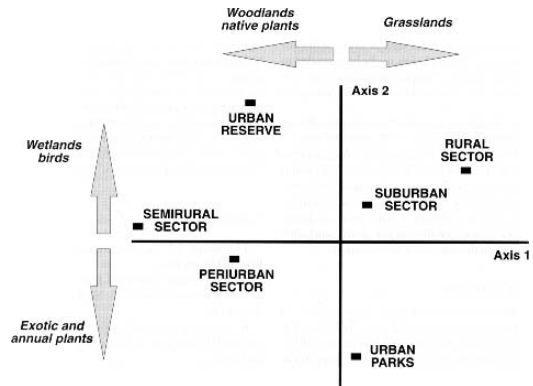 Woodlands
native plants
Grasslands
Axis 2
URBAN
RESERVE
Wetlands
birds
RURAL
SECTOR
SUBURBAN
SECTOR
SEMIRURAL
SECTOR
Axis 1
PERIURBAN
SECTOR
Exotic and
annual plants
URBAN
PARKS